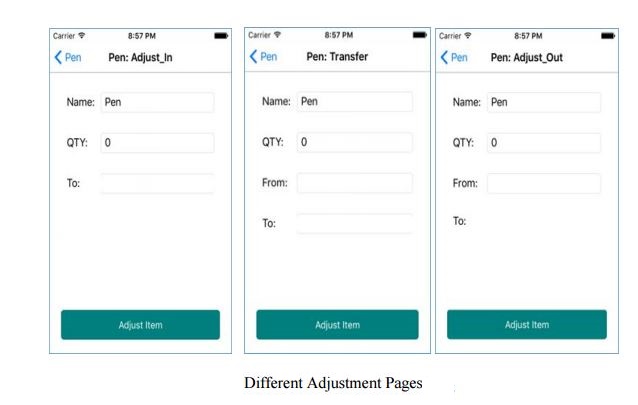 Carrier 8:57 PM
Pen Pen: Adjust_In
Name: Pen
QTY: 0
To:
Adjust Item
Carrier 8:57 PM
Pen Pen: Transfer
Name: Pen
QTY: 0
From:
To:
Adjust Item
Carrier 8:57 PM
Pen Pen: Adjust_Out
Name: Pen
QTY: 0
From:
To:
Adjust Item
Different Adjustment Pages